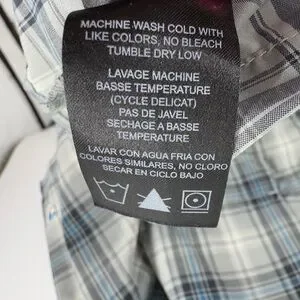 MACHINE WASH COLD WITH
LIKE COLORS, NO BLEACH
TUMBLE DRY LOW
LAVAGE MACHINE
BASSE TEMPERATURE
(CYCLE DELICAT)
PAS DE JAVEL
SECHAGE A BASSE
TEMPERATURE
LAVAR CON AGUA FRIA CON
COLORES SIMILARES, NO CLORO
SECAR EN CICLO BAJO